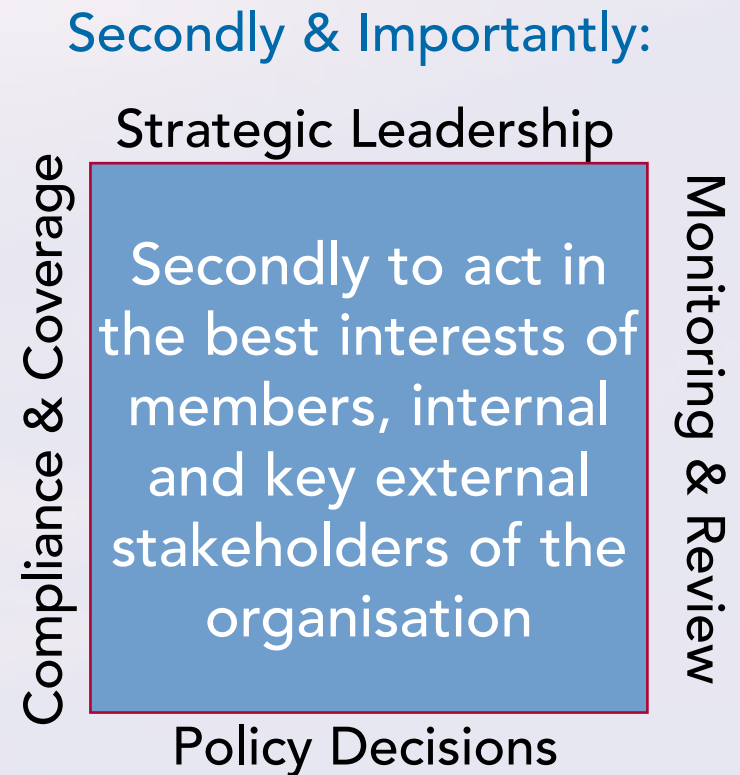 Secondly & Importantly:
Strategic Leadership
Compliance & Coverage
Secondly to act in
the best interests of
members, internal
and key external
stakeholders of the
organisation
Monitoring & Review
Policy Decisions